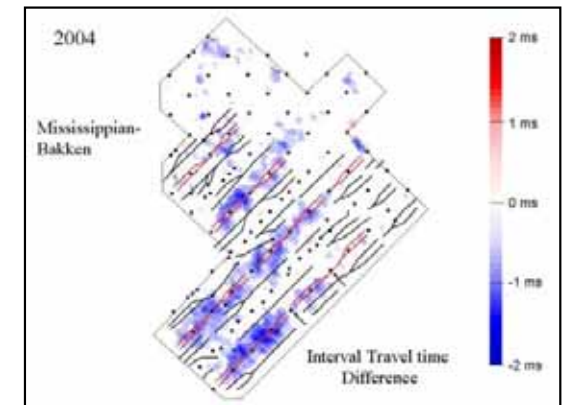 2004
2 ms
Mississippian-
Bakken
1 ms
0 ms
-1 ms
Interval Travel time
Difference
-2 ms